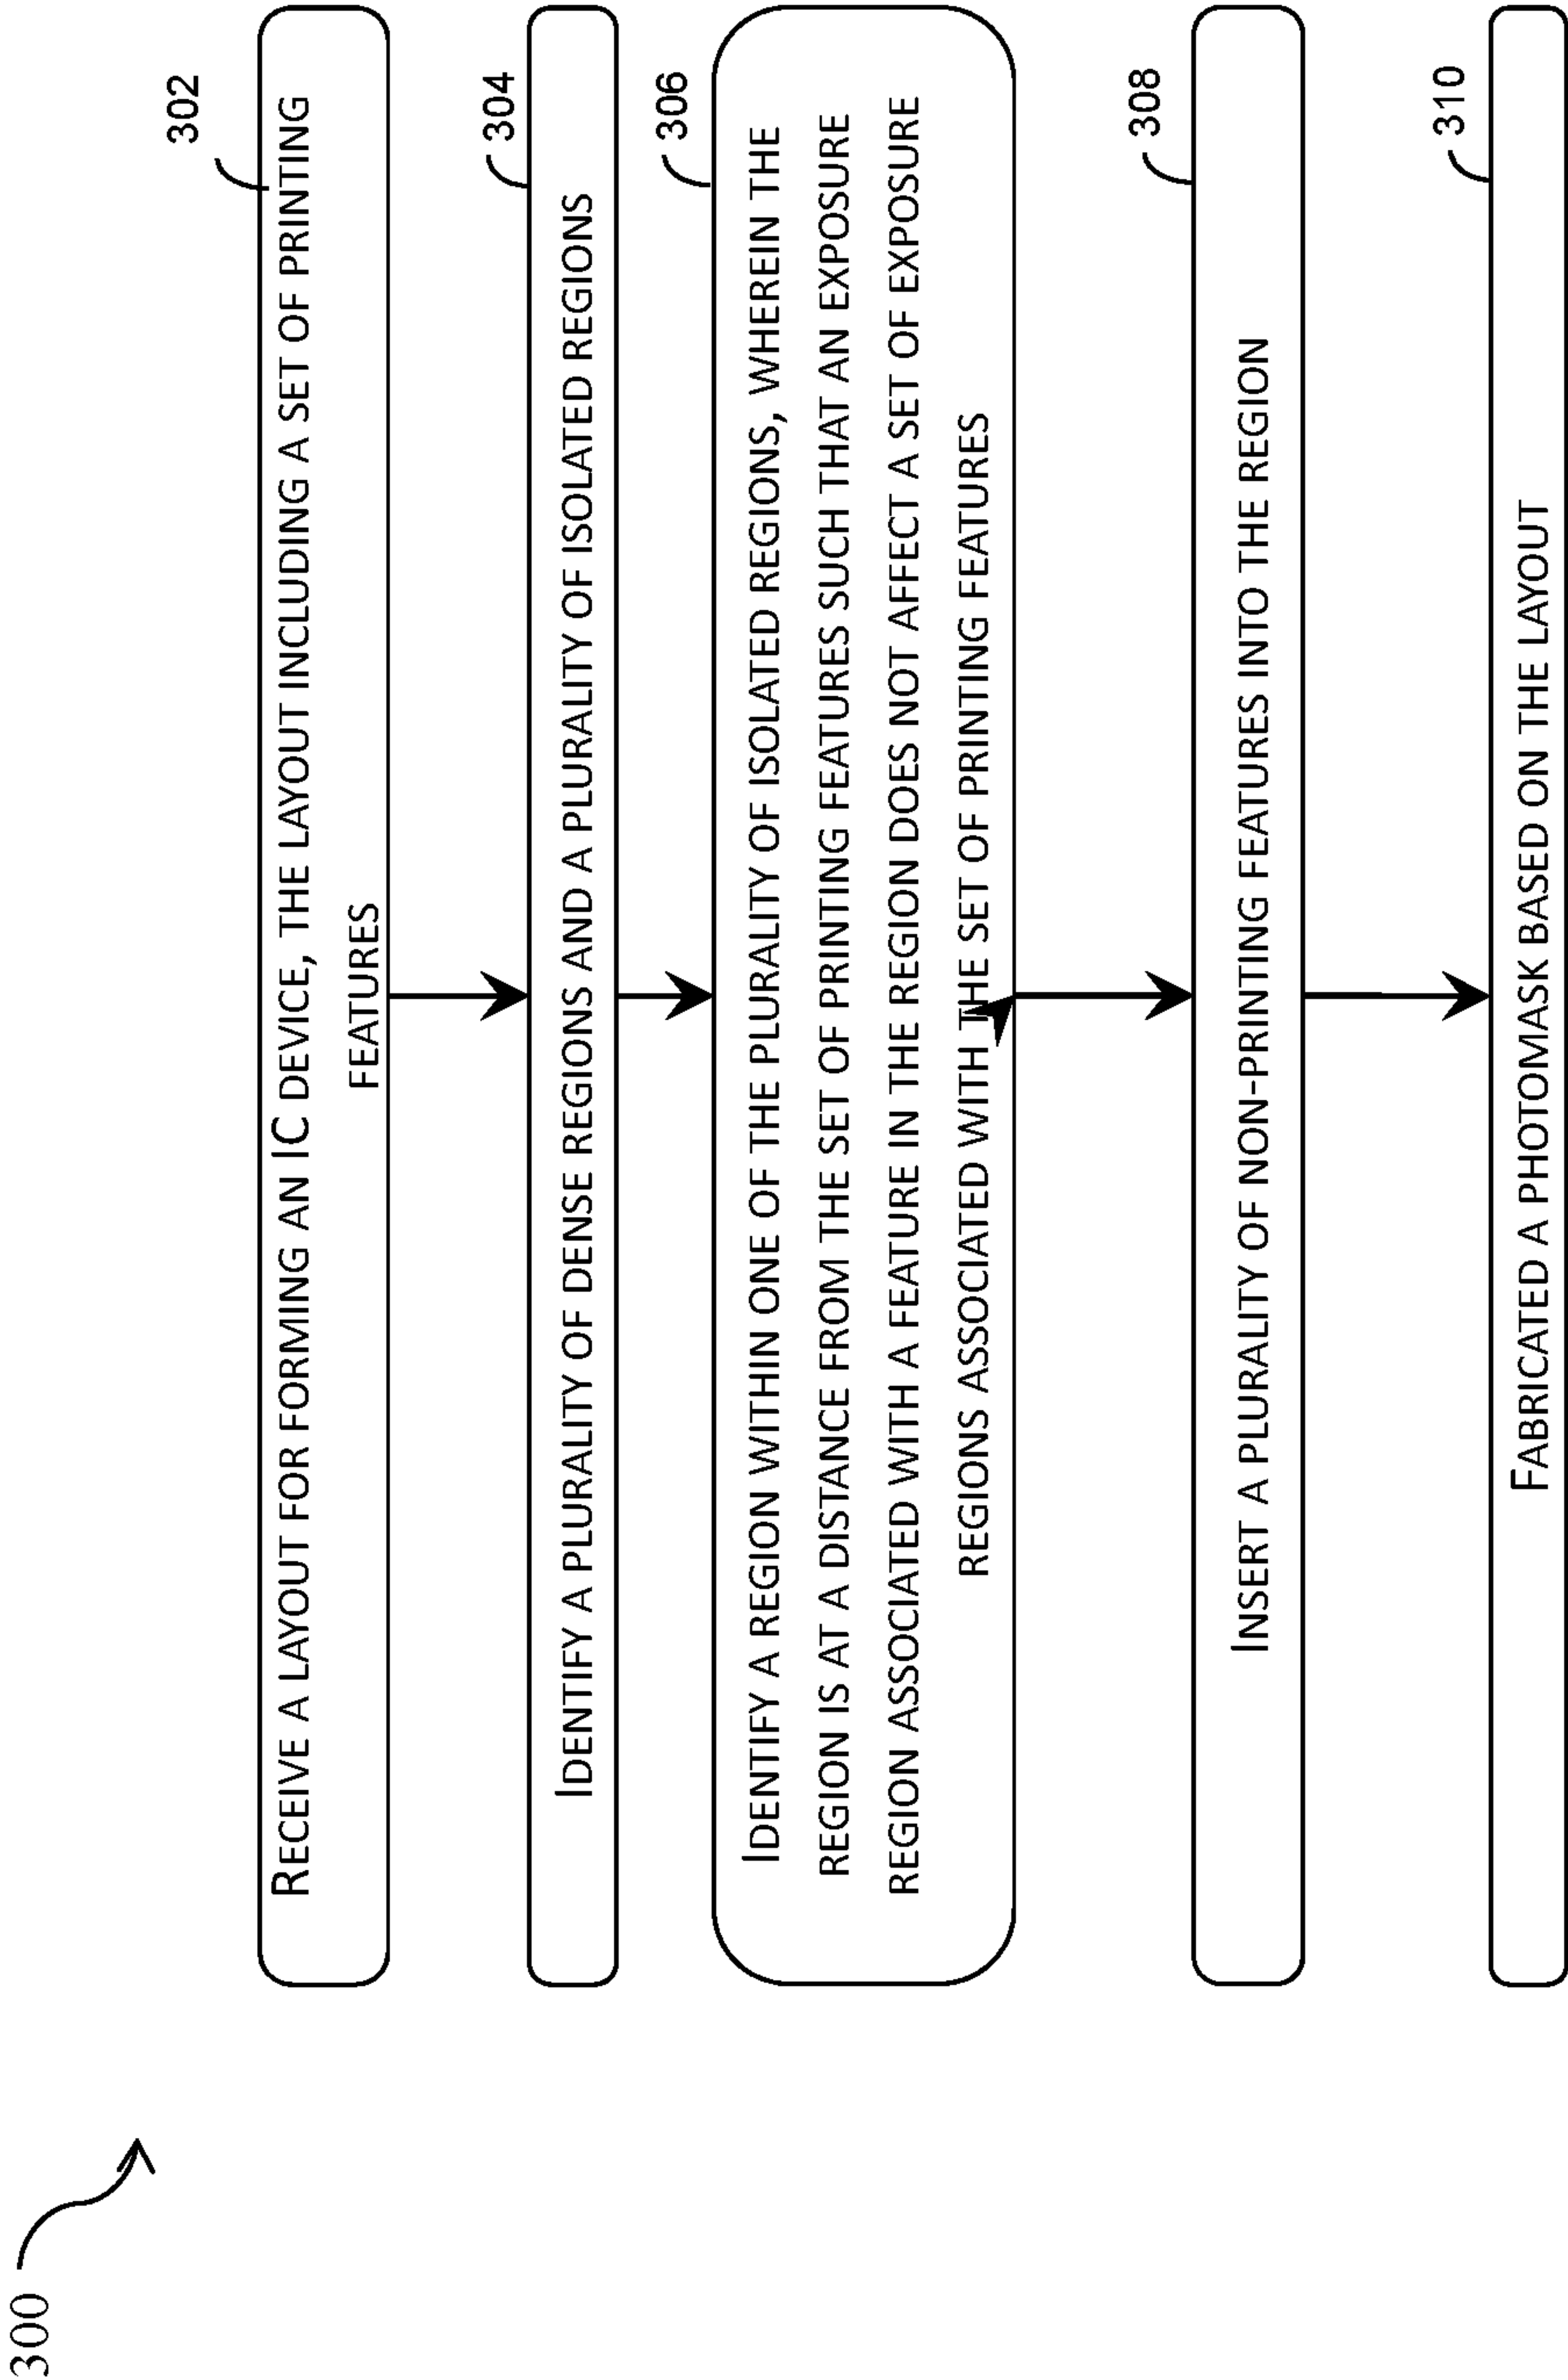 300
302
RECEIVE A LAYOUT FOR FORMING AN IC DEVICE, THE LAYOUT INCLUDING A SET OF PRINTING
FEATURES
304
IDENTIFY A PLURALITY OF DENSE REGIONS AND A PLURALITY OF ISOLATED REGIONS
306
IDENTIFY A REGION WITHIN ONE OF THE PLURALITY OF ISOLATED REGIONS, WHEREIN THE
REGION IS AT A DISTANCE FROM THE SET OF PRINTING FEATURES SUCH THAT AN EXPOSURE
REGION ASSOCIATED WITH A FEATURE IN THE REGION DOES NOT AFFECT A SET OF EXPOSURE
REGIONS ASSOCIATED WITH THE SET OF PRINTING FEATURES
308
INSERT A PLURALITY OF NON-PRINTING FEATURES INTO THE REGION
310
FABRICATED A PHOTOMASK BASED ON THE LAYOUT